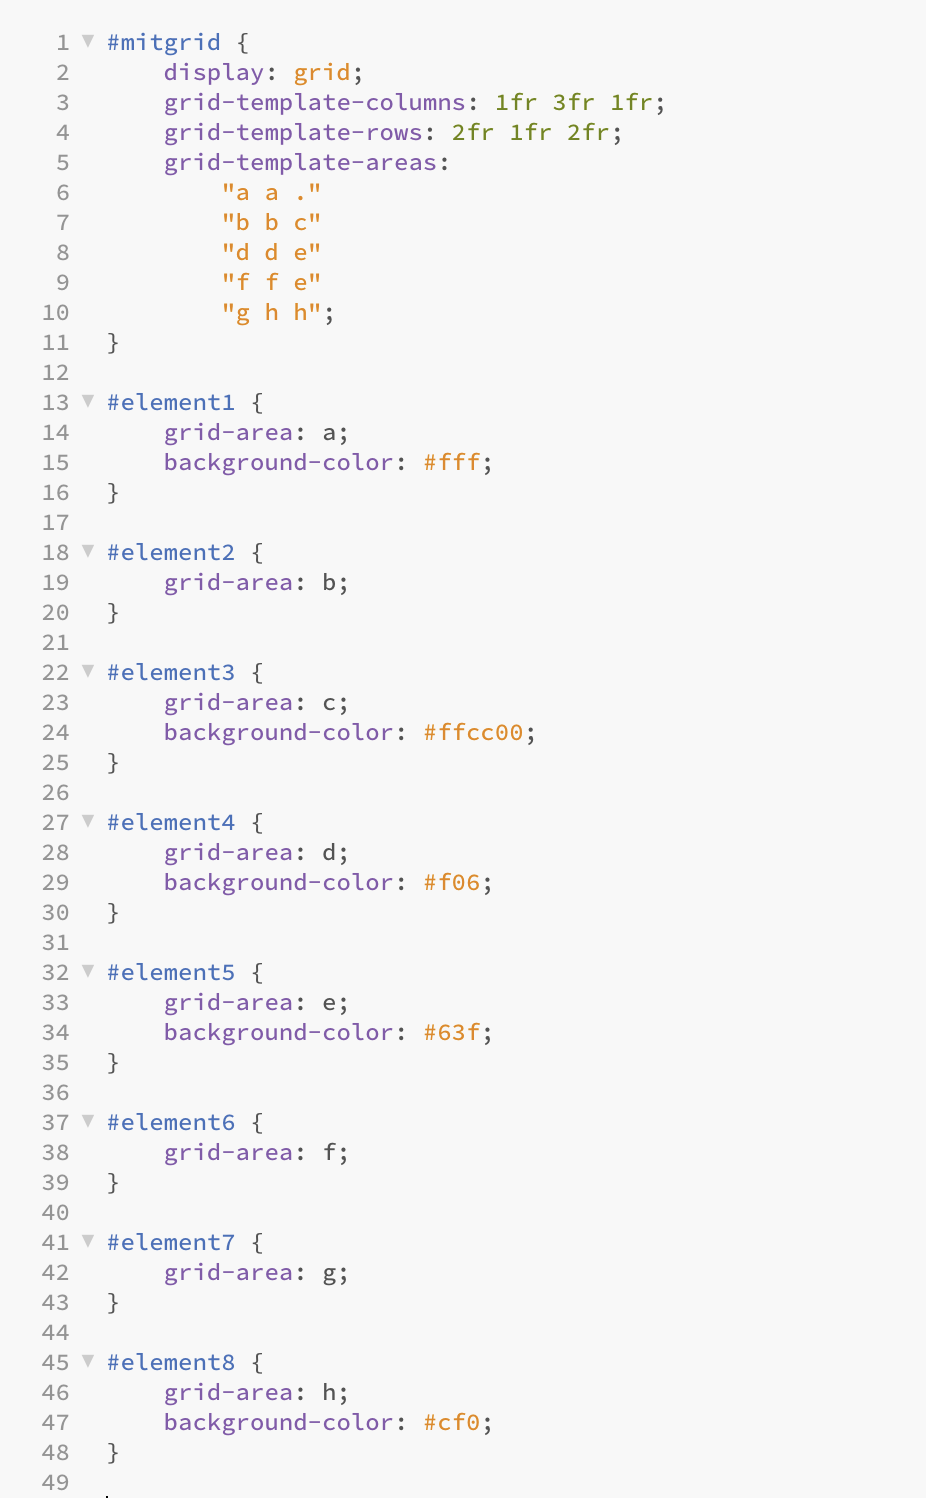 1 ▼ #mitgrid {
2     display: grid;
3     grid-template-columns: 1fr 3fr 1fr;
4     grid-template-rows: 2fr 1fr 2fr;
5     grid-template-areas:
6         "a a ."
7         "b b c"
8         "d d e"
9         "f f e"
10         "g h h";
11 }
12
13 ▼ #element1 {
14     grid-area: a;
15     background-color: #fff;
16 }
17
18 ▼ #element2 {
19     grid-area: b;
20 }
21
22 ▼ #element3 {
23     grid-area: c;
24     background-color: #ffcc00;
25 }
26
27 ▼ #element4 {
28     grid-area: d;
29     background-color: #f06;
30 }
31
32 ▼ #element5 {
33     grid-area: e;
34     background-color: #63f;
35 }
36
37 ▼ #element6 {
38     grid-area: f;
39 }
40
41 ▼ #element7 {
42     grid-area: g;
43 }
44
45 ▼ #element8 {
46     grid-area: h;
47     background-color: #cf0;
48 }
49